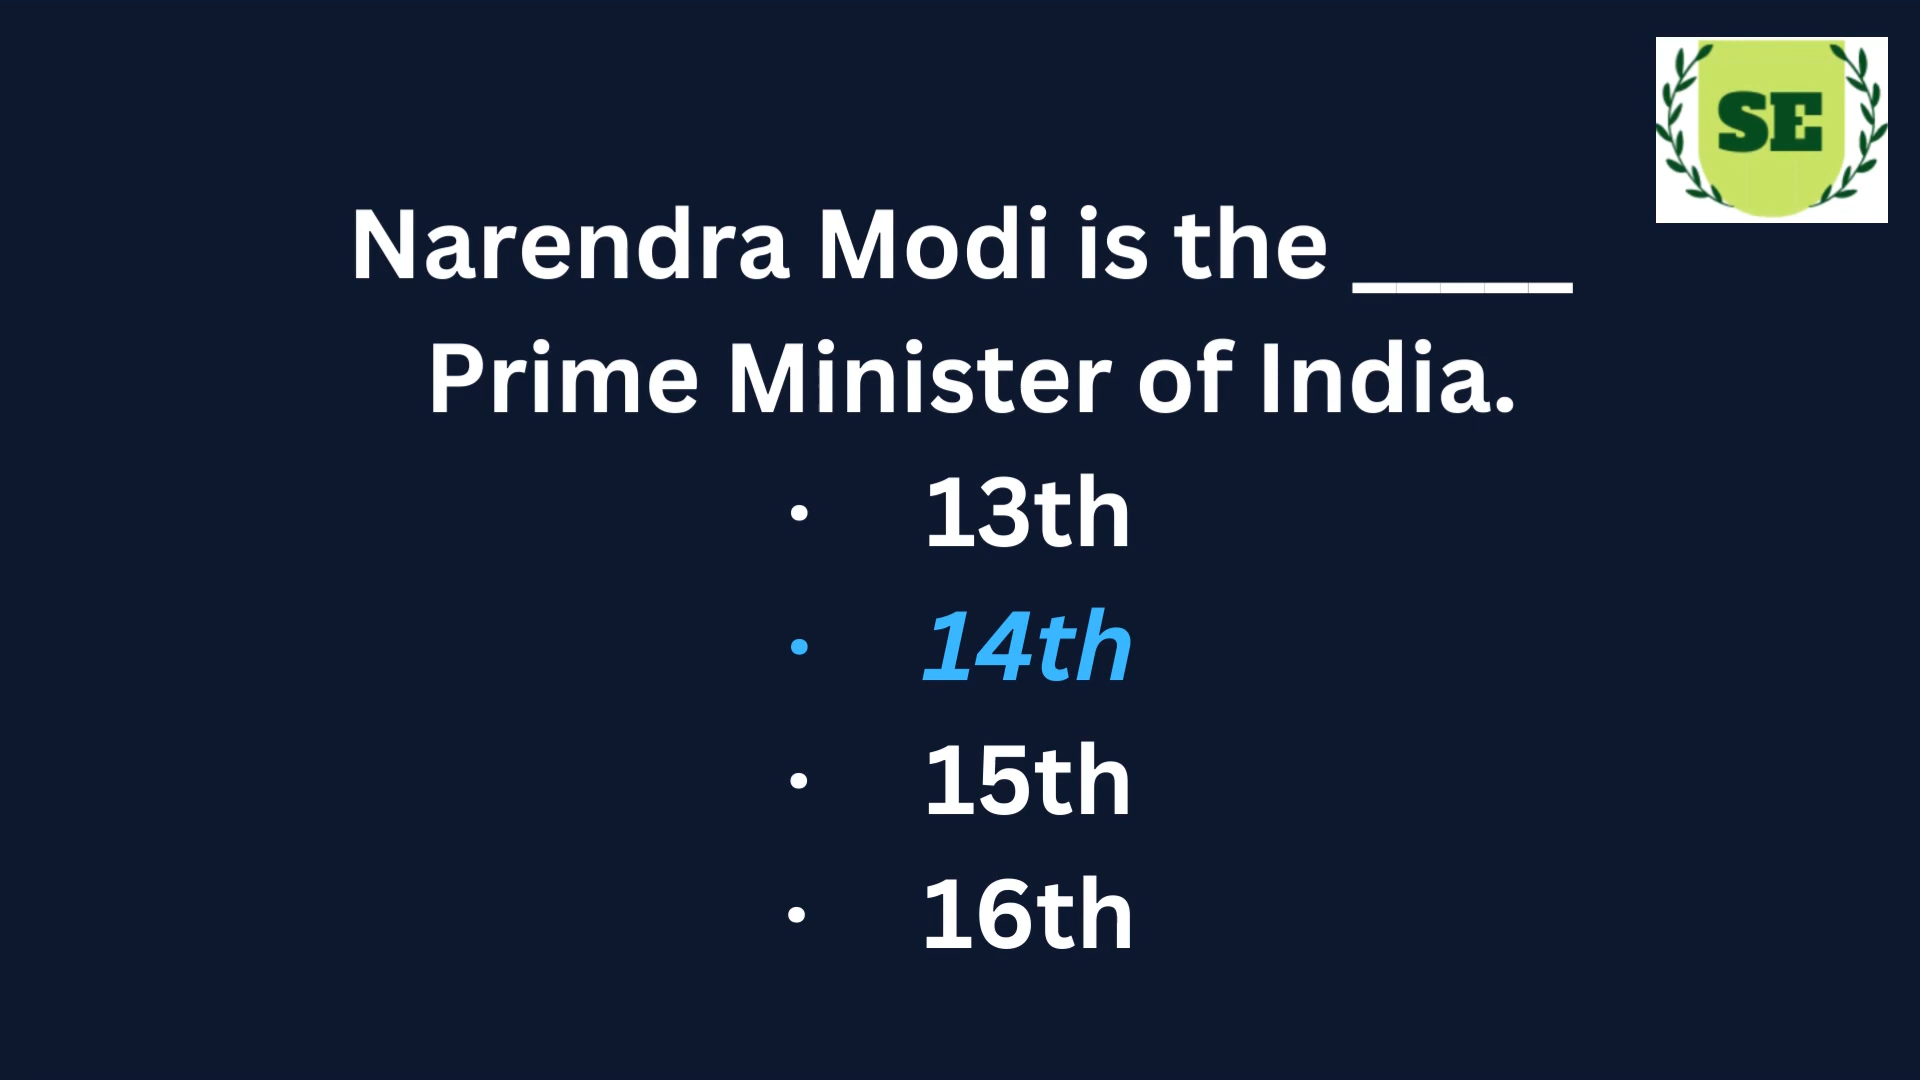 SE
Narendra Modi is the _____
Prime Minister of India.
• 13th
• 14th
• 15th
• 16th